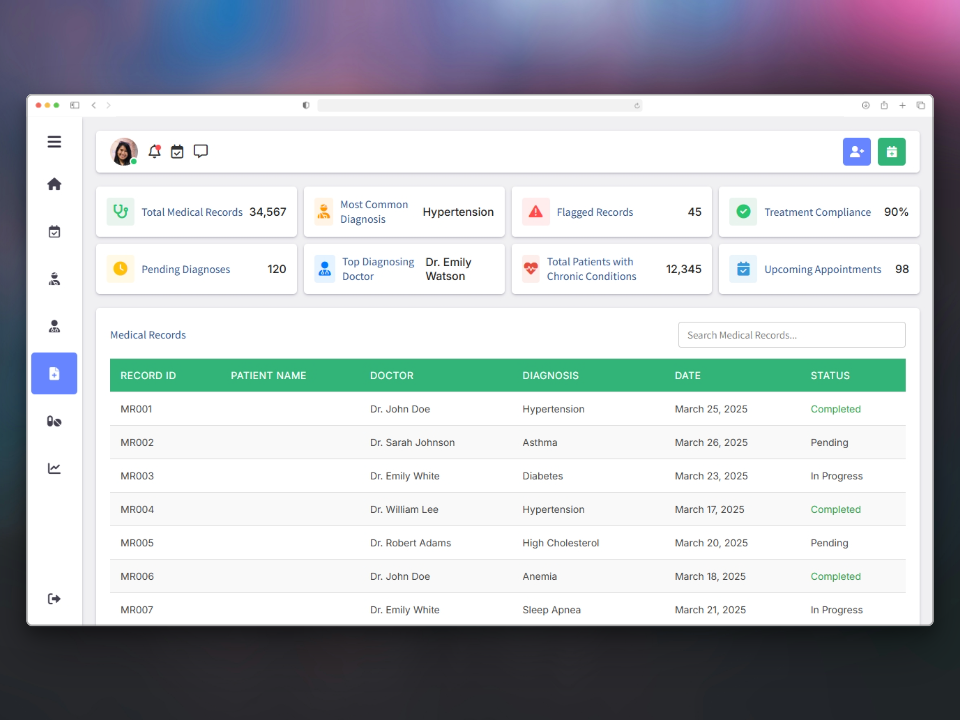 Total Medical Records 34,567
Most Common Diagnosis Hypertension
Flagged Records 45
Treatment Compliance 90%
Pending Diagnoses 120
Top Diagnosing Doctor Dr. Emily Watson
Total Patients with Chronic Conditions 12,345
Upcoming Appointments 98
Medical Records
Search Medical Records...
RECORD ID PATIENT NAME DOCTOR DIAGNOSIS DATE STATUS
MR001 Dr. John Doe Hypertension March 25, 2025 Completed
MR002 Dr. Sarah Johnson Asthma March 26, 2025 Pending
MR003 Dr. Emily White Diabetes March 23, 2025 In Progress
MR004 Dr. William Lee Hypertension March 17, 2025 Completed
MR005 Dr. Robert Adams High Cholesterol March 20, 2025 Pending
MR006 Dr. John Doe Anemia March 18, 2025 Completed
MR007 Dr. Emily White Sleep Apnea March 21, 2025 In Progress